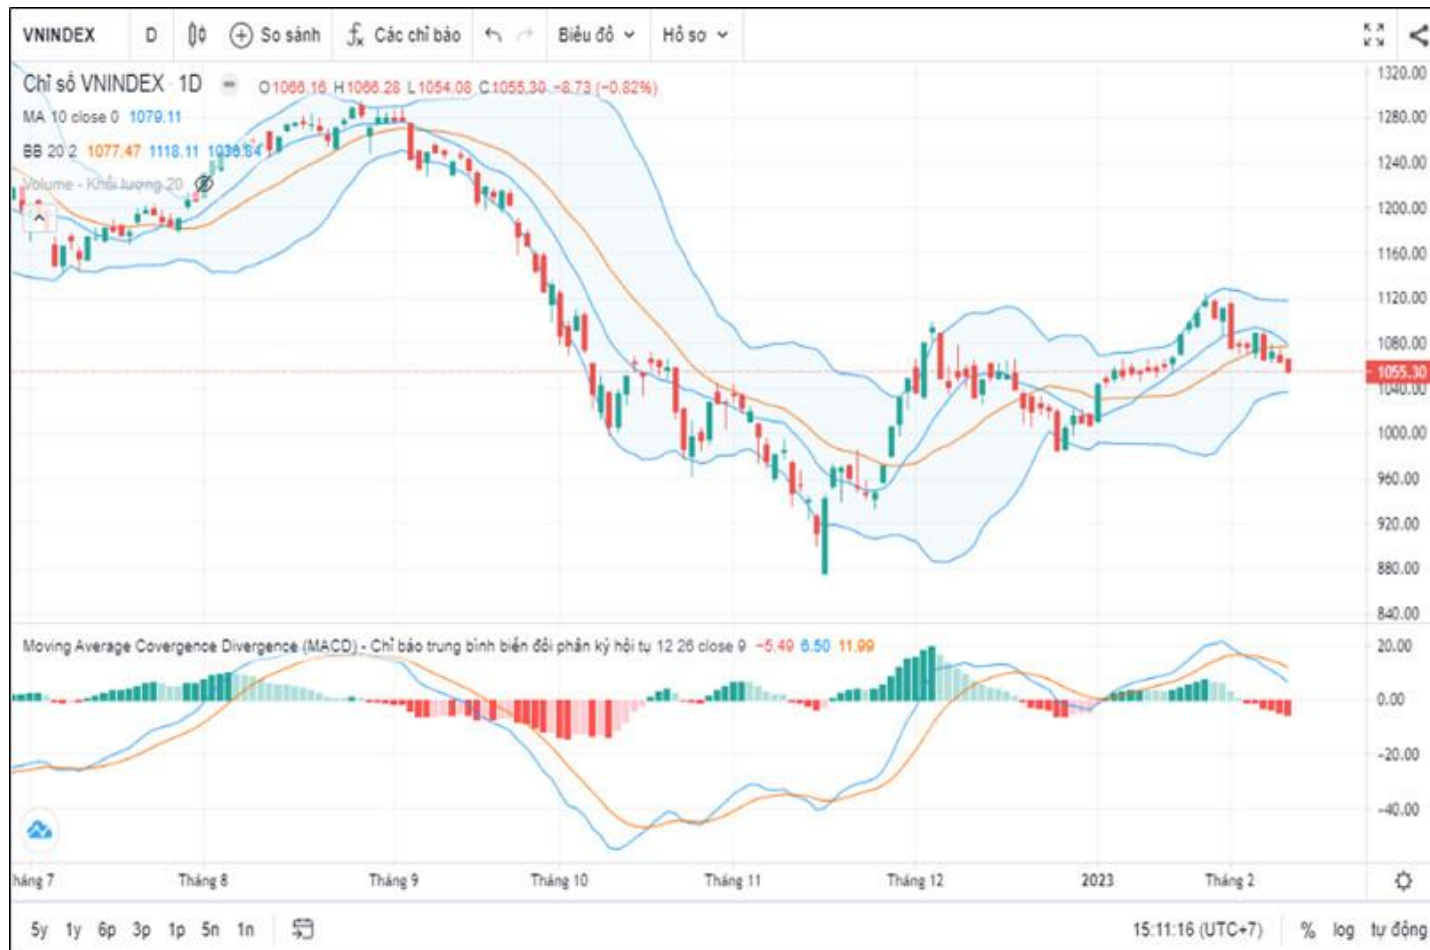 VNINDEX D So sánh Các chỉ báo Biểu đồ Hồ sơ
Chỉ số VNINDEX · 1D O1066.16 H1066.28 L1054.08 C1055.30 −8.73 (−0.82%)
MA 10 close 0 1079.11
BB 20 2 1077.47 1118.11 1036.84
Volume - Khối lượng 20
1320.00
1280.00
1240.00
1200.00
1160.00
1120.00
1080.00
1055.30
1040.00
1000.00
960.00
920.00
880.00
840.00
Moving Average Covergence Divergence (MACD) - Chỉ báo trung bình biến đổi phân kỳ hội tụ 12 26 close 9 −5.49 6.50 11.99
20.00
0.00
−20.00
−40.00
háng 7 Tháng 8 Tháng 9 Tháng 10 Tháng 11 Tháng 12 2023 Tháng 2
5y 1y 6p 3p 1p 5n 1n 15:11:16 (UTC+7) % log tự động